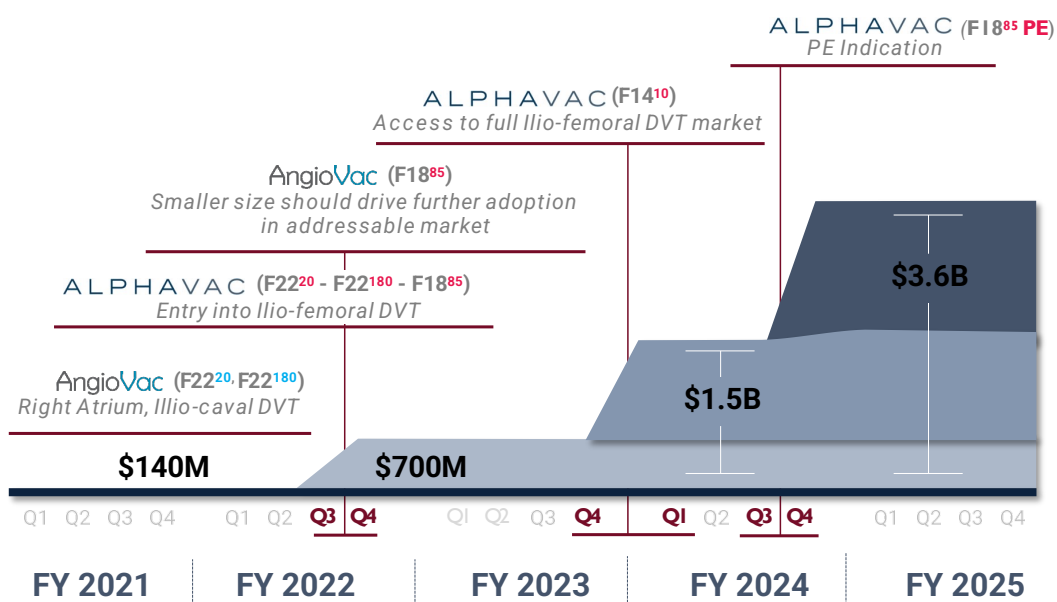 ALPHAVAC (F18⁸⁵ PE)
PE Indication
ALPHAVAC (F14¹⁰)
Access to full Ilio-femoral DVT market
AngioVac (F18⁸⁵)
Smaller size should drive further adoption
in addressable market
ALPHAVAC (F22²⁰ - F22¹⁸⁰ - F18⁸⁵)
Entry into Ilio-femoral DVT
AngioVac (F22²⁰, F22¹⁸⁰)
Right Atrium, Illio-caval DVT
$140M
$700M
$1.5B
$3.6B
Q1 Q2 Q3 Q4 Q1 Q2 Q3 Q4 Q1 Q2 Q3 Q4 Q1 Q2 Q3 Q4 Q1 Q2 Q3 Q4
FY 2021 FY 2022 FY 2023 FY 2024 FY 2025